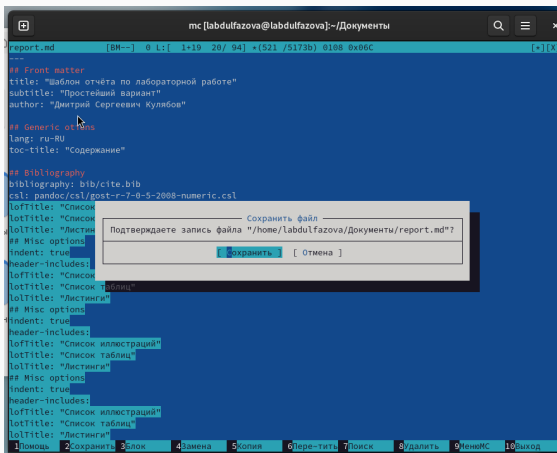 mc [labdulfazova@labdulfazova]:~/Документы
report.md [BM--] 0 L:[ 1+19 20/ 94] *(521 /5173b) 0108 0x06C [*][X
---
## Front matter
title: "Шаблон отчёта по лабораторной работе"
subtitle: "Простейший вариант"
author: "Дмитрий Сергеевич Кулябов"
## Generic otions
lang: ru-RU
toc-title: "Содержание"
## Bibliography
bibliography: bib/cite.bib
csl: pandoc/csl/gost-r-7-0-5-2008-numeric.csl
lofTitle: "Список
lotTitle: "Список
lolTitle: "Листин
## Misc options
indent: true
header-includes:
lofTitle: "Список
lotTitle: "Список таблиц"
lolTitle: "Листинги"
Сохранить файл
Подтверждаете запись файла "/home/labdulfazova/Документы/report.md"?
[ Сохранить ] [ Отмена ]
## Misc options
indent: true
header-includes:
lofTitle: "Список иллюстраций"
lotTitle: "Список таблиц"
lolTitle: "Листинги"
## Misc options
indent: true
header-includes:
lofTitle: "Список иллюстраций"
lotTitle: "Список таблиц"
lolTitle: "Листинги"
1Помощь 2Сохранить 3Блок 4Замена 5Копия 6Пере~тить 7Поиск 8Удалить 9МенюMC 10Выход